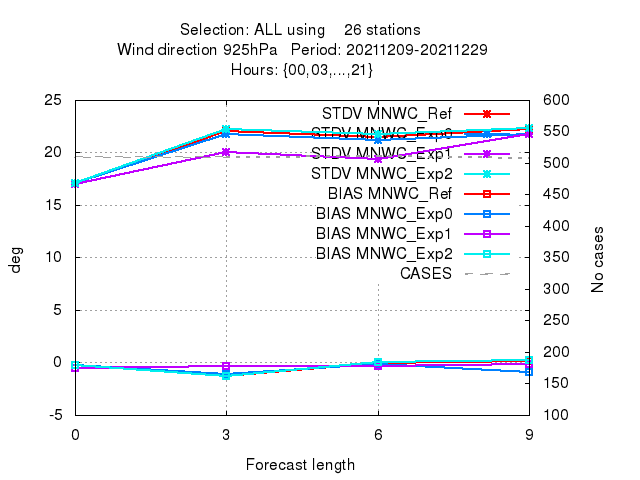 Selection: ALL using 26 stations
Wind direction 925hPa Period: 20211209-20211229
Hours: {00,03,...,21}
25 600
STDV MNWC_Ref
550
STDV MNWC_Exp0
20 STDV MNWC_Exp1 500
STDV MNWC_Exp2
15 BIAS MNWC_Ref 450
BIAS MNWC_Exp0
400
BIAS MNWC_Exp1
10 BIAS MNWC_Exp2 350
CASES
300
5 250
0 200
150
-5 100
0 3 6 9
deg
No cases
Forecast length